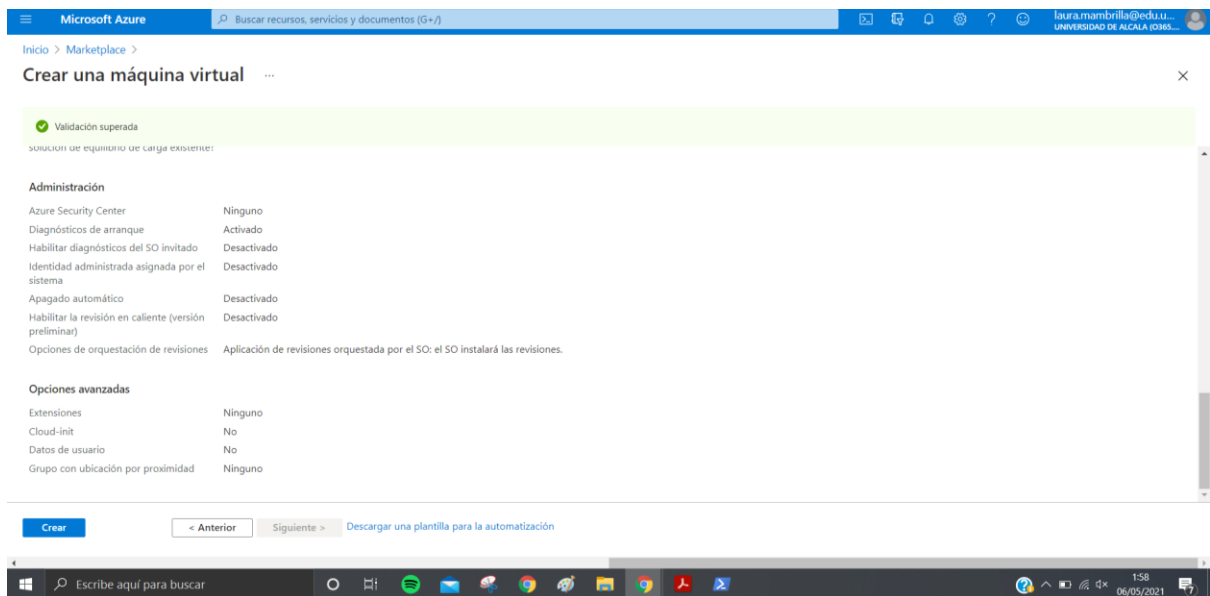 Microsoft Azure
Buscar recursos, servicios y documentos (G+/)
laura.mambrilla@edu.u...
UNIVERSIDAD DE ALCALA (O365....
Inicio > Marketplace >
Crear una máquina virtual ...
Validación superada
solución de equilibrio de carga existente?
Administración
Azure Security Center Ninguno
Diagnósticos de arranque Activado
Habilitar diagnósticos del SO invitado Desactivado
Identidad administrada asignada por el Desactivado
sistema
Apagado automático Desactivado
Habilitar la revisión en caliente (versión Desactivado
preliminar)
Opciones de orquestación de revisiones Aplicación de revisiones orquestada por el SO: el SO instalará las revisiones.
Opciones avanzadas
Extensiones Ninguno
Cloud-init No
Datos de usuario No
Grupo con ubicación por proximidad Ninguno
Crear < Anterior Siguiente > Descargar una plantilla para la automatización
Escribe aquí para buscar
1:58
06/05/2021